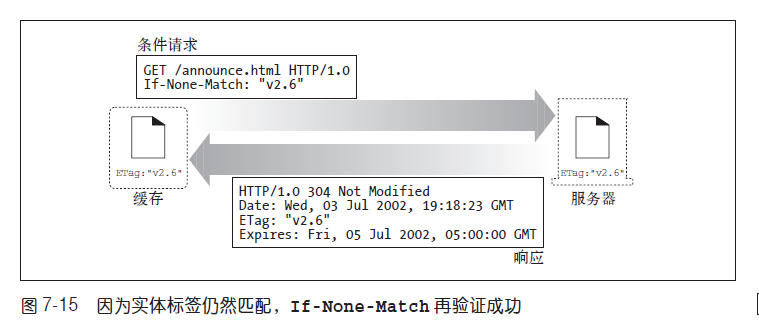 条件请求
GET /announce.html HTTP/1.0
If-None-Match: "v2.6"
ETag:"v2.6"
缓存
ETag:"v2.6"
服务器
HTTP/1.0 304 Not Modified
Date: Wed, 03 Jul 2002, 19:18:23 GMT
ETag: "v2.6"
Expires: Fri, 05 Jul 2002, 05:00:00 GMT
响应
图 7-15 因为实体标签仍然匹配，If-None-Match 再验证成功